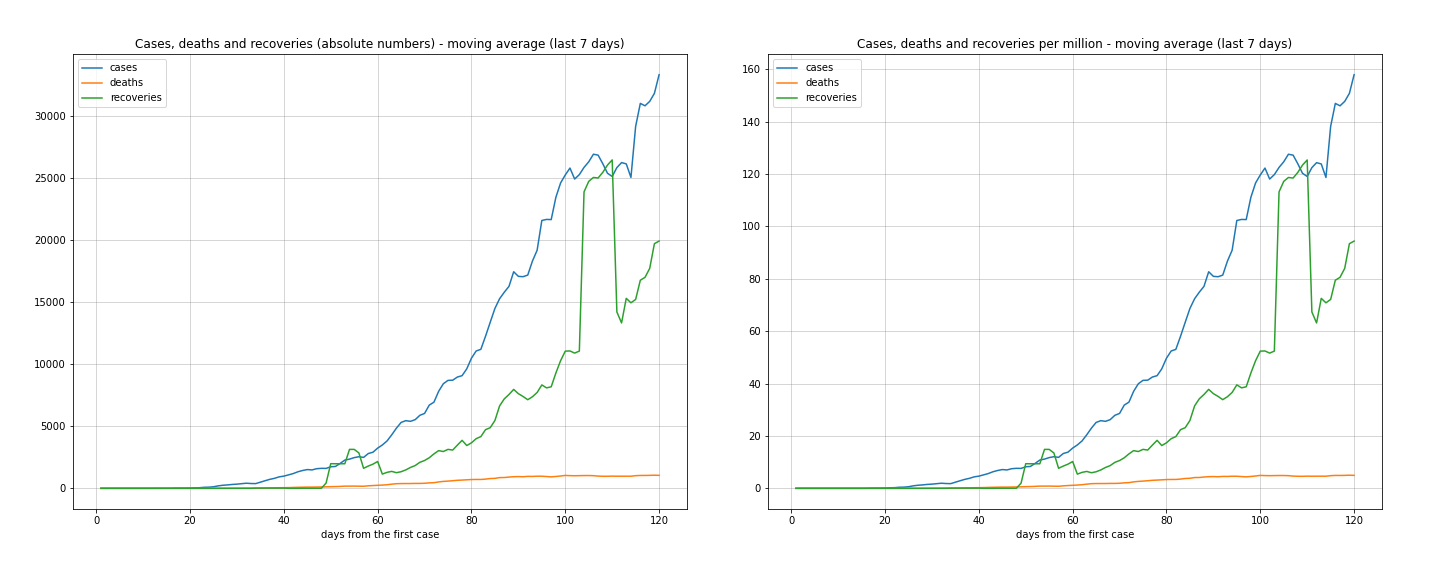 Cases, deaths and recoveries (absolute numbers) - moving average (last 7 days)
cases
deaths
recoveries
30000
25000
20000
15000
10000
5000
0
0 20 40 60 80 100 120
days from the first case
Cases, deaths and recoveries per million - moving average (last 7 days)
cases
deaths
recoveries
160
140
120
100
80
60
40
20
0
0 20 40 60 80 100 120
days from the first case